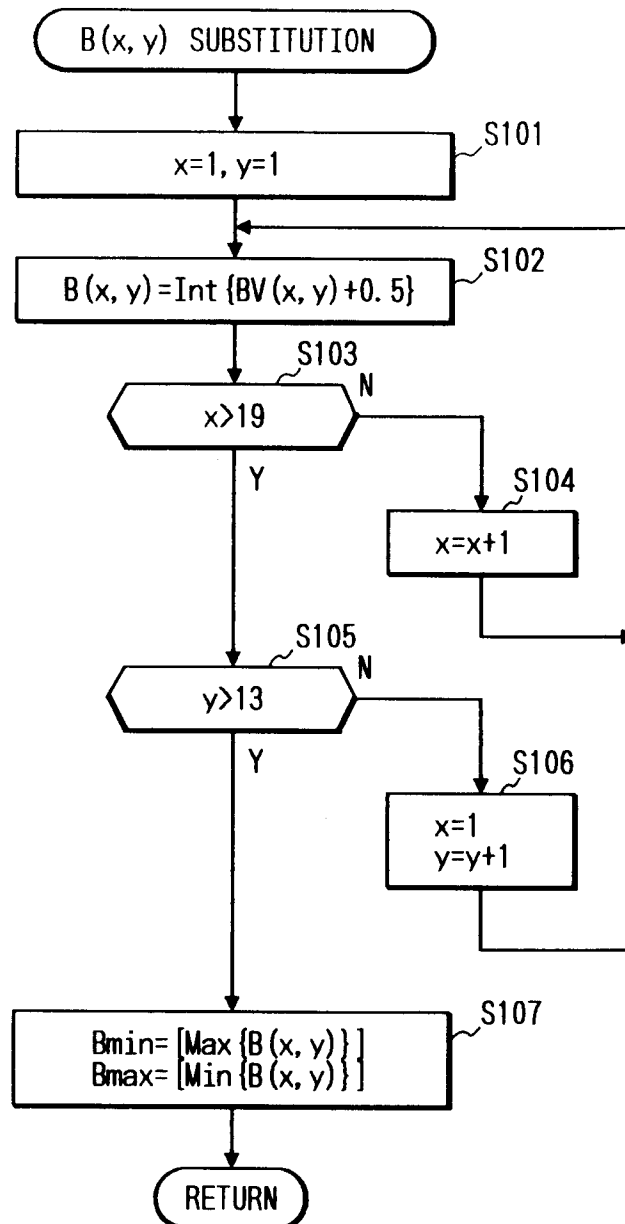 B(x, y) SUBSTITUTION
S101
x=1, y=1
S102
B(x, y)=Int{BV(x, y)+0.5}
S103
x>19
N
Y
S104
x=x+1
S105
y>13
N
Y
S106
x=1
y=y+1
S107
Bmin=[Max{B(x, y)}]
Bmax=[Min{B(x, y)}]
RETURN